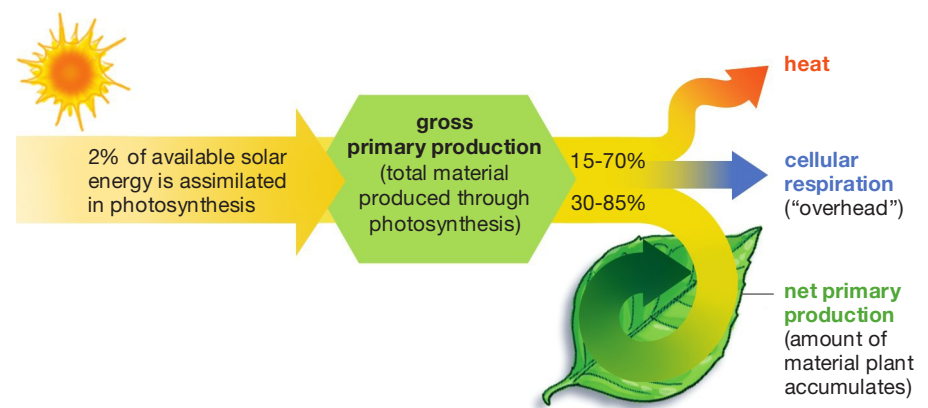 2% of available solar
energy is assimilated
in photosynthesis
gross
primary production
(total material
produced through
photosynthesis)
15-70%
30-85%
heat
cellular
respiration
(“overhead”)
net primary
production
(amount of
material plant
accumulates)